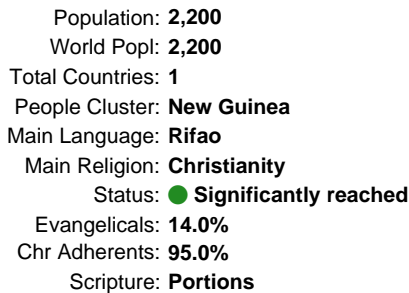 Population: 2,200
World Popl: 2,200
Total Countries: 1
People Cluster: New Guinea
Main Language: Rifao
Main Religion: Christianity
Status: Significantly reached
Evangelicals: 14.0%
Chr Adherents: 95.0%
Scripture: Portions